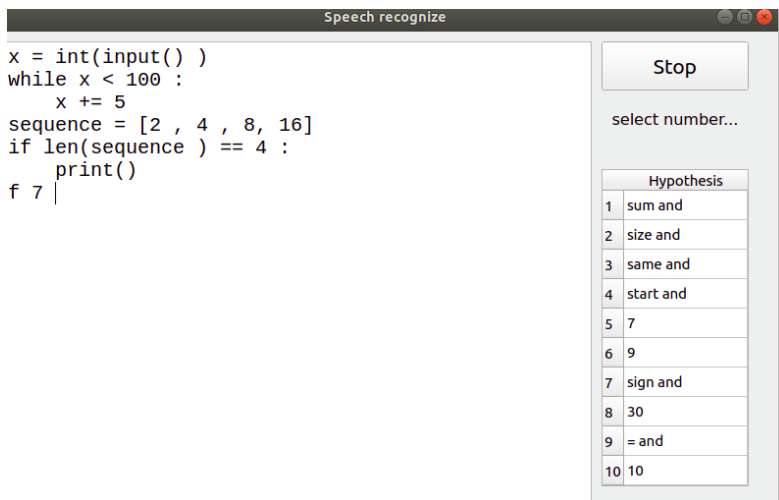 Speech recognize
x = int(input() )
while x < 100 :
    x += 5
sequence = [2 , 4 , 8, 16]
if len(sequence ) == 4 :
    print()
f 7
Stop
select number...
Hypothesis
1 sum and
2 size and
3 same and
4 start and
5 7
6 9
7 sign and
8 30
9 = and
10 10